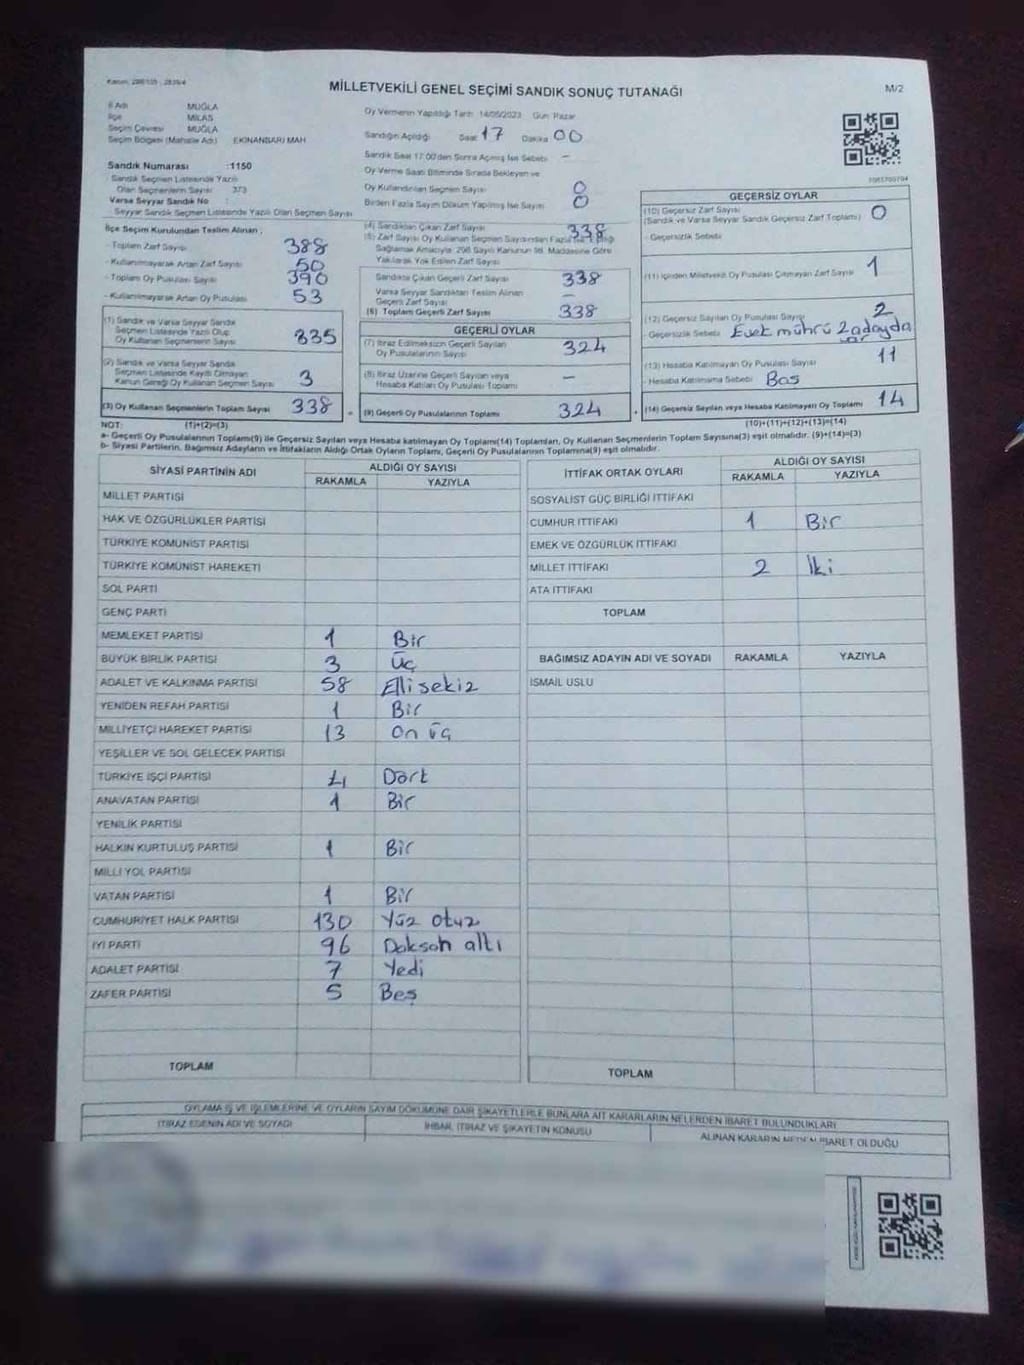 Kanun: 298/105 - 2839/4
MİLLETVEKİLİ GENEL SEÇİMİ SANDIK SONUÇ TUTANAĞI
M/2
İl Adı MUĞLA
İlçe MİLAS
Seçim Çevresi MUĞLA
Seçim Bölgesi (Mahalle Adı) EKİNANBARI MAH
Sandık Numarası :1150
Sandık Seçmen Listesinde Yazılı
Olan Seçmenlerin Sayısı 373
Varsa Seyyar Sandık No :
Seyyar Sandık Seçmen Listesinde Yazılı Olan Seçmen Sayısı
İlçe Seçim Kurulundan Teslim Alınan ;
- Toplam Zarf Sayısı 388
- Kullanılmayarak Artan Zarf Sayısı 50
- Toplam Oy Pusulası Sayısı 390
- Kullanılmayarak Artan Oy Pusulası 53
(1) Sandık ve Varsa Seyyar Sandık
Seçmen Listesinde Yazılı Olup
Oy Kullanan Seçmenlerin Sayısı 335
(2) Sandık ve Varsa Seyyar Sandık
Seçmen Listesinde Kaydı Olmayan
Kanun Gereği Oy Kullanan Seçmen Sayısı 3
(3) Oy Kullanan Seçmenlerin Toplam Sayısı 338
Oy Vermenin Yapıldığı Tarih 14/05/2023 Gün Pazar
Sandığın Açıldığı Saat 17 Dakika 00
Sandık Saat 17:00'den Sonra Açılmış İse Sebebi -
Oy Verme Saati Bitiminde Sırada Bekleyen ve
Oy Kullandırılan Seçmen Sayısı 0
Birden Fazla Sayım Döküm Yapılmış İse Sayısı 0
(4) Sandıktan Çıkan Zarf Sayısı 338
(5) Zarf Sayısı Oy Kullanan Seçmen Sayısından Fazla İse Eşitliği
Sağlamak Amacıyla; 298 Sayılı Kanunun 98. Maddesine Göre
Yakılarak Yok Edilen Zarf Sayısı
Sandıkta Çıkan Geçerli Zarf Sayısı 338
Varsa Seyyar Sandıktan Teslim Alınan
Geçerli Zarf Sayısı -
(6) Toplam Geçerli Zarf Sayısı 338
GEÇERLİ OYLAR
(7) İtiraz Edilmeksizin Geçerli Sayılan
Oy Pusulalarının Sayısı 324
(8) İtiraz Üzerine Geçerli Sayılan veya
Hesaba Katılan Oy Pusulası Toplamı -
(9) Geçerli Oy Pusulalarının Toplamı 324
GEÇERSİZ OYLAR
(10) Geçersiz Zarf Sayısı
(Sandık ve Varsa Seyyar Sandık Geçersiz Zarf Toplamı) 0
- Geçersizlik Sebebi
(11) İçinden Milletvekili Oy Pusulası Çıkmayan Zarf Sayısı 1
(12) Geçersiz Sayılan Oy Pusulası Sayısı 2
- Geçersizlik Sebebi Evet mührü 2 adayda
var
(13) Hesaba Katılmayan Oy Pusulası Sayısı 11
- Hesaba Katılmama Sebebi Boş
(14) Geçersiz Sayılan veya Hesaba Katılmayan Oy Toplamı 14
NOT: (1)+(2)=(3) (10)+(11)+(12)+(13)=(14)
a- Geçerli Oy Pusulalarının Toplamı(9) ile Geçersiz Sayılan veya Hesaba katılmayan Oy Toplamı(14) Toplamları, Oy Kullanan Seçmenlerin Toplam Sayısına(3) eşit olmalıdır. (9)+(14)=(3)
b- Siyasi Partilerin, Bağımsız Adayların ve İttifakların Aldığı Ortak Oyların Toplamı, Geçerli Oy Pusulalarının Toplamına(9) eşit olmalıdır.
SİYASİ PARTİNİN ADI ALDIĞI OY SAYISI
RAKAMLA YAZIYLA
MİLLET PARTİSİ
HAK VE ÖZGÜRLÜKLER PARTİSİ
TÜRKİYE KOMÜNİST PARTİSİ
TÜRKİYE KOMÜNİST HAREKETİ
SOL PARTİ
GENÇ PARTİ
MEMLEKET PARTİSİ 1 Bir
BÜYÜK BİRLİK PARTİSİ 3 Üç
ADALET VE KALKINMA PARTİSİ 58 Ellisekiz
YENİDEN REFAH PARTİSİ 1 Bir
MİLLİYETÇİ HAREKET PARTİSİ 13 On üç
YEŞİLLER VE SOL GELECEK PARTİSİ
TÜRKİYE İŞÇİ PARTİSİ 4 Dört
ANAVATAN PARTİSİ 1 Bir
YENİLİK PARTİSİ
HALKIN KURTULUŞ PARTİSİ 1 Bir
MİLLİ YOL PARTİSİ
VATAN PARTİSİ 1 Bir
CUMHURİYET HALK PARTİSİ 130 Yüz otuz
İYİ PARTİ 96 Doksan altı
ADALET PARTİSİ 7 Yedi
ZAFER PARTİSİ 5 Beş
TOPLAM
İTTİFAK ORTAK OYLARI ALDIĞI OY SAYISI
RAKAMLA YAZIYLA
SOSYALİST GÜÇ BİRLİĞİ İTTİFAKI
CUMHUR İTTİFAKI 1 Bir
EMEK VE ÖZGÜRLÜK İTTİFAKI
MİLLET İTTİFAKI 2 İki
ATA İTTİFAKI
TOPLAM
BAĞIMSIZ ADAYIN ADI VE SOYADI RAKAMLA YAZIYLA
İSMAİL USLU
TOPLAM
OYLAMA İŞ VE İŞLEMLERİNE VE OYLARIN SAYIM DÖKÜMÜNE DAİR ŞİKAYETLERLE BUNLARA AİT KARARLARIN NELERDEN İBARET BULUNDUKLARI
İTİRAZ EDENİN ADI VE SOYADI İHBAR, İTİRAZ VE ŞİKAYETİN KONUSU ALINAN KARARIN NEDEN İBARET OLDUĞU